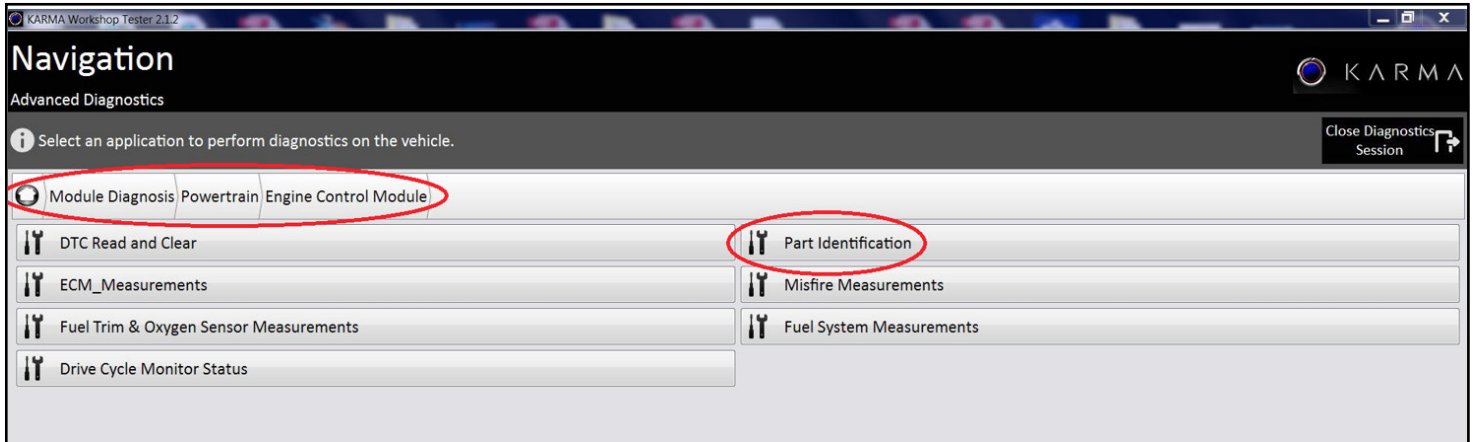 KARMA Workshop Tester 2.1.2
Navigation
KARMA
Advanced Diagnostics
Select an application to perform diagnostics on the vehicle.
Close Diagnostics
Session
Module Diagnosis Powertrain Engine Control Module
DTC Read and Clear
Part Identification
ECM_Measurements
Misfire Measurements
Fuel Trim & Oxygen Sensor Measurements
Fuel System Measurements
Drive Cycle Monitor Status